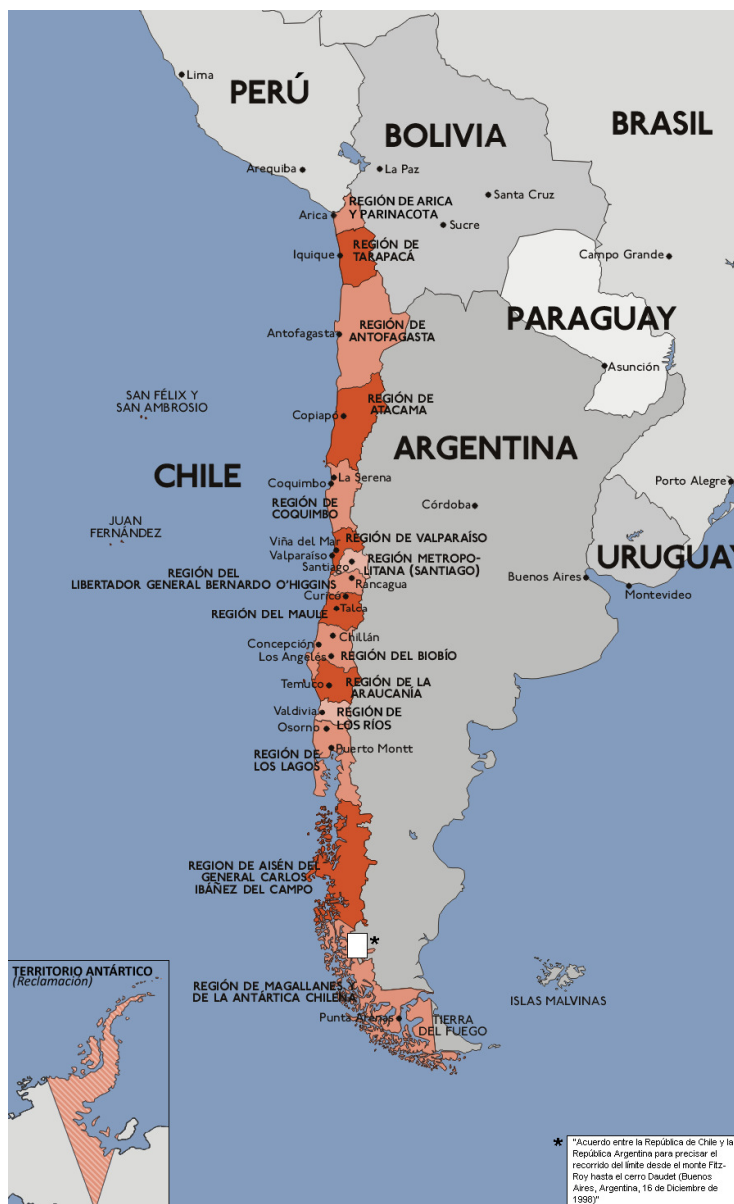 Lima
PERÚ
BOLIVIA
BRASIL
Arequiba
La Paz
Santa Cruz
Sucre
Arica
REGIÓN DE ARICA
Y PARINACOTA
Iquique
REGIÓN DE
TARAPACÁ
Campo Grande
PARAGUAY
Asunción
Antofagasta
REGIÓN DE
ANTOFAGASTA
SAN FÉLIX Y
SAN AMBROSIO
Copiapó
REGIÓN DE
ATACAMA
ARGENTINA
CHILE
La Serena
Coquimbo
REGIÓN DE
COQUIMBO
Córdoba
Porto Alegre
JUAN
FERNÁNDEZ
Viña del Mar
Valparaíso
REGIÓN DE VALPARAÍSO
Santiago
REGIÓN METROPO-
LITANA (SANTIAGO)
URUGUAY
Buenos Aires
Montevideo
REGIÓN DEL
LIBERTADOR GENERAL BERNARDO O'HIGGINS
Rancagua
Curicó
Talca
REGIÓN DEL MAULE
Chillán
Concepción
Los Angeles
REGIÓN DEL BIOBÍO
Temuco
REGIÓN DE LA
ARAUCANÍA
Valdivia
REGIÓN DE
LOS RÍOS
Osorno
Puerto Montt
REGIÓN DE
LOS LAGOS
REGION DE AISÉN DEL
GENERAL CARLOS
IBÁÑEZ DEL CAMPO
*
TERRITORIO ANTÁRTICO
(Reclamación)
REGIÓN DE MAGALLANES Y
DE LA ANTÁRTICA CHILENA
Punta Arenas
TIERRA
DEL FUEGO
ISLAS MALVINAS
* "Acuerdo entre la República de Chile y la
República Argentina para precisar el
recorrido del límite desde el monte Fitz-
Roy hasta el cerro Daudet (Buenos
Aires, Argentina, 16 de Diciembre de
1998)"